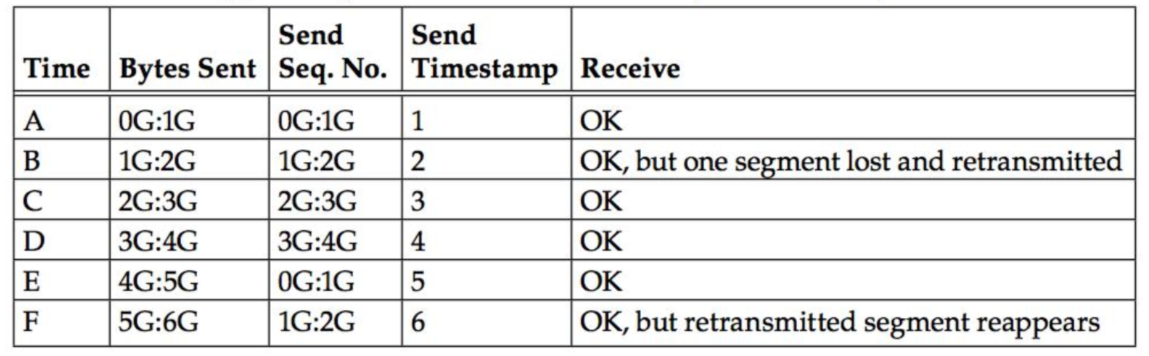 Time Bytes Sent Send Seq. No. Send Timestamp Receive
A 0G:1G 0G:1G 1 OK
B 1G:2G 1G:2G 2 OK, but one segment lost and retransmitted
C 2G:3G 2G:3G 3 OK
D 3G:4G 3G:4G 4 OK
E 4G:5G 0G:1G 5 OK
F 5G:6G 1G:2G 6 OK, but retransmitted segment reappears